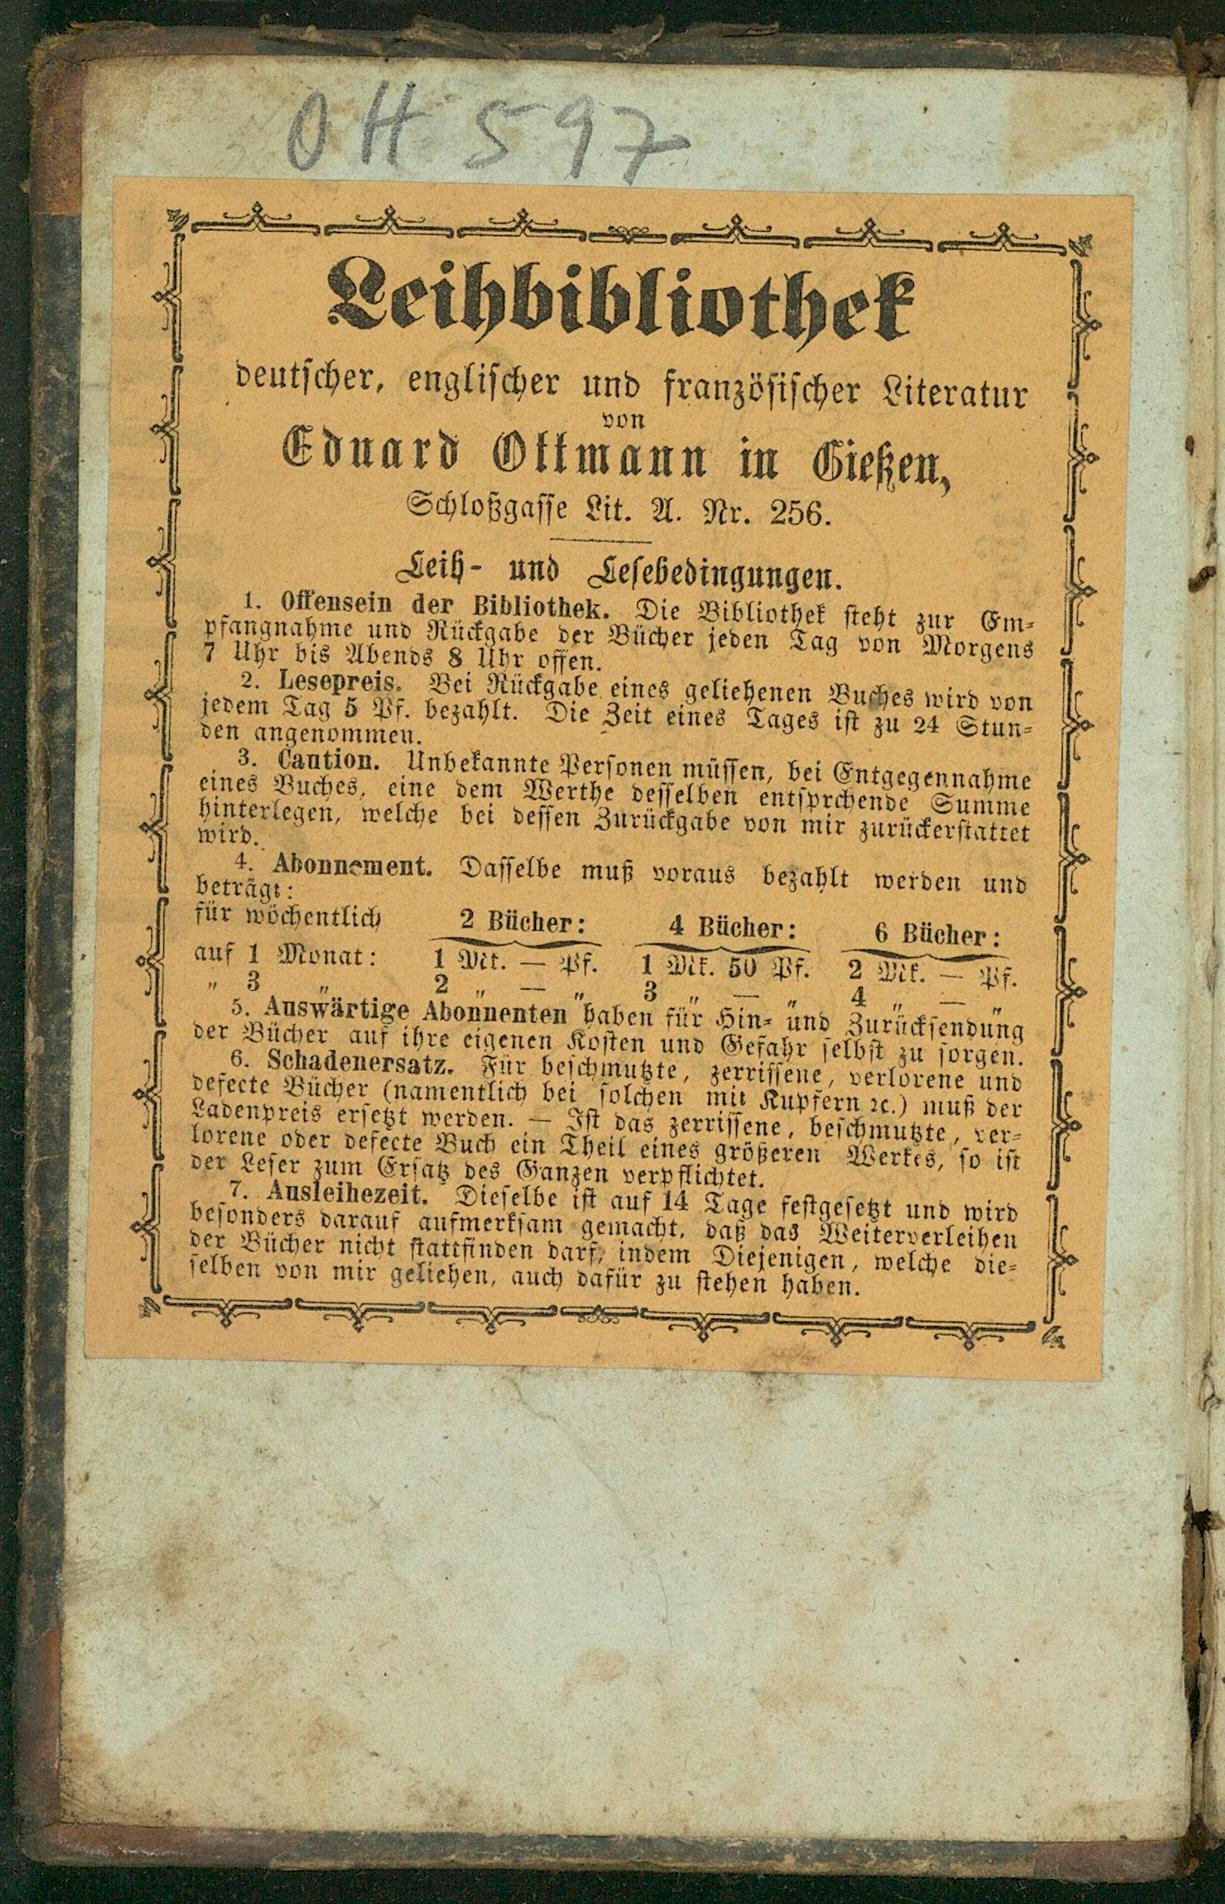 OH 597
Leihbibliothek
deutscher, englischer und französischer Literatur
von
Eduard Ottmann in Gießen,
Schloßgasse Lit. A. Nr. 256.
Leih- und Lesebedingungen.
1. Offensein der Bibliothek. Die Bibliothek steht zur Em-
pfangnahme und Rückgabe der Bücher jeden Tag von Morgens
7 Uhr bis Abends 8 Uhr offen.
2. Lesepreis. Bei Rückgabe eines geliehenen Buches wird von
jedem Tag 5 Pf. bezahlt. Die Zeit eines Tages ist zu 24 Stun-
den angenommen.
3. Caution. Unbekannte Personen müssen, bei Entgegennahme
eines Buches, eine dem Werthe desselben entsprchende Summe
hinterlegen, welche bei dessen Zurückgabe von mir zurückerstattet
wird.
4. Abonnement. Dasselbe muß voraus bezahlt werden und
beträgt:
für wöchentlich 2 Bücher: 4 Bücher: 6 Bücher:
auf 1 Monat: 1 Mk. — Pf. 1 Mk. 50 Pf. 2 Mk. — Pf.
„ 3 „ 2 „ — „ 3 „ — „ 4 „ — „
5. Auswärtige Abonnenten haben für Hin- und Zurücksendung
der Bücher auf ihre eigenen Kosten und Gefahr selbst zu sorgen.
6. Schadenersatz. Für beschmutzte, zerrissene, verlorene und
defecte Bücher (namentlich bei solchen mit Kupfern ꝛc.) muß der
Ladenpreis ersetzt werden. — Ist das zerrissene, beschmutzte, ver-
lorene oder defecte Buch ein Theil eines größeren Werkes, so ist
der Leser zum Ersatz des Ganzen verpflichtet.
7. Ausleihezeit. Dieselbe ist auf 14 Tage festgesetzt und wird
besonders darauf aufmerksam gemacht, daß das Weiterverleihen
der Bücher nicht stattfinden darf, indem Diejenigen, welche die-
selben von mir geliehen, auch dafür zu stehen haben.